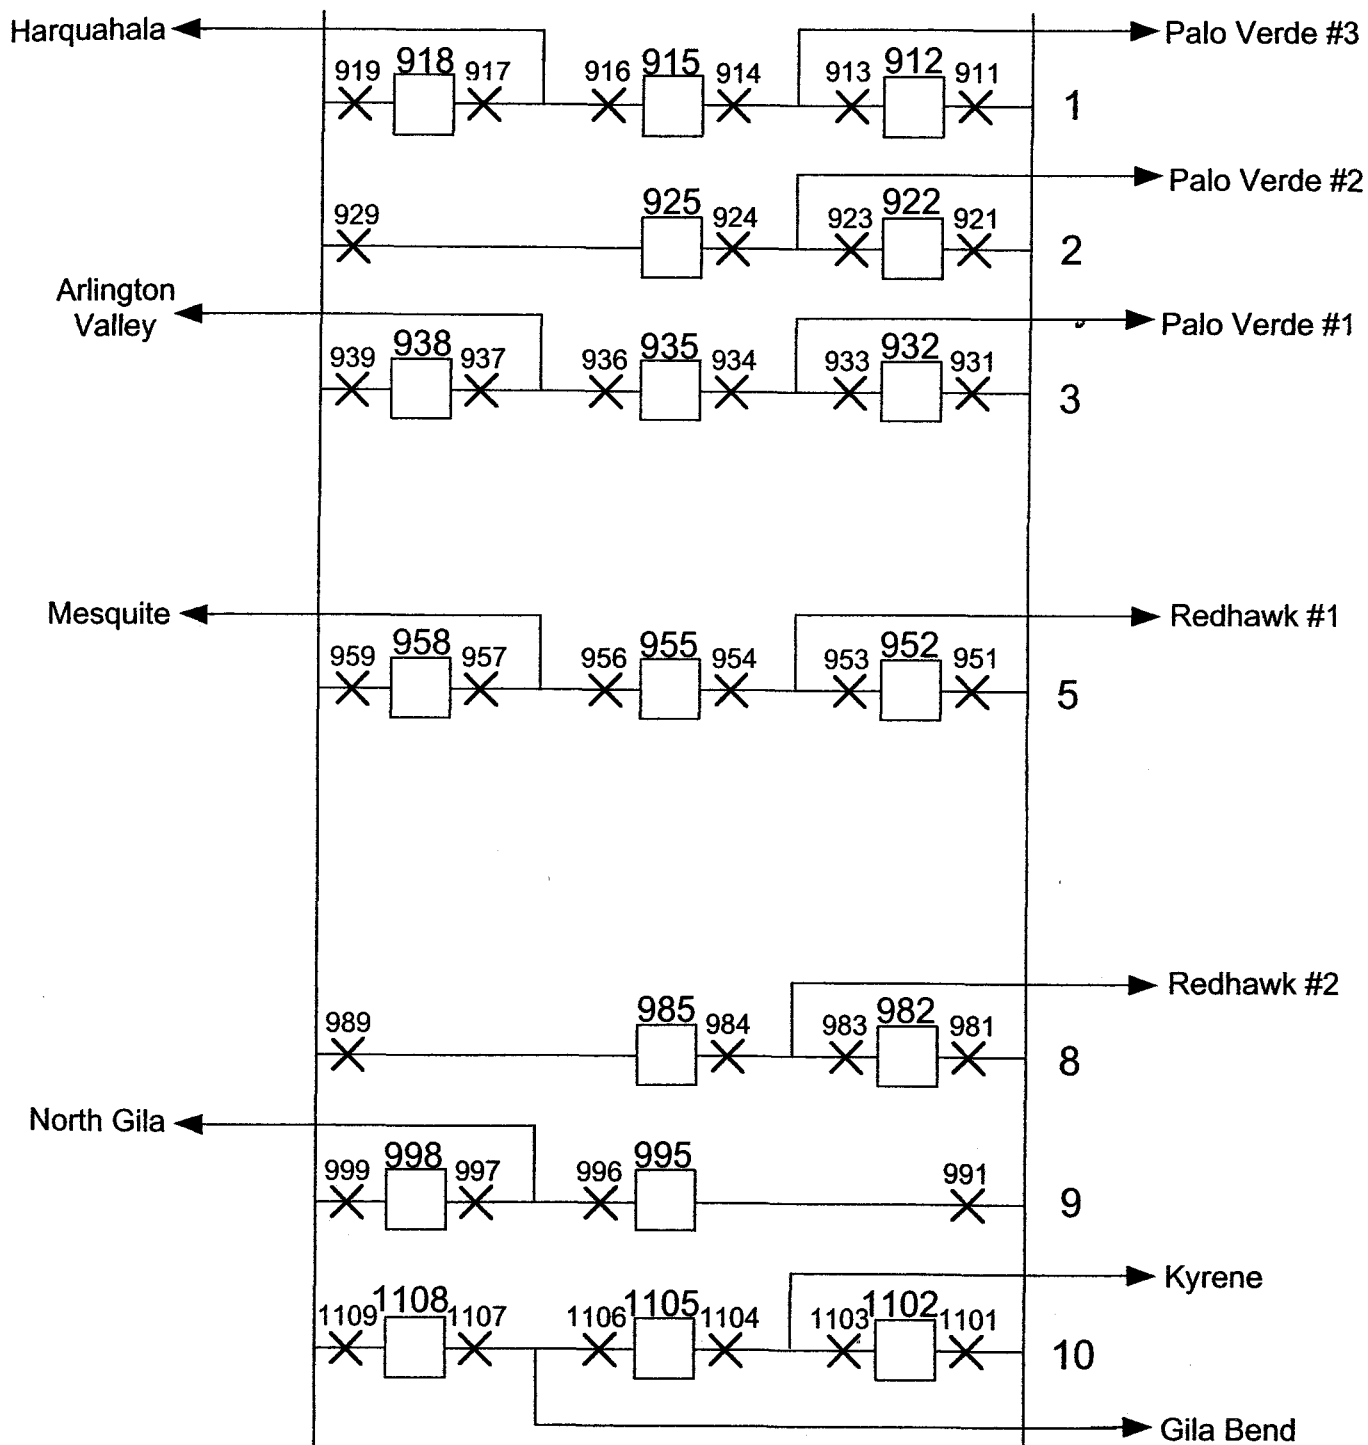 Harquahala
Palo Verde #3
919 918 917 916 915 914 913 912 911
1
Palo Verde #2
929 925 924 923 922 921
2
Arlington
Valley
Palo Verde #1
939 938 937 936 935 934 933 932 931
3
Mesquite
Redhawk #1
959 958 957 956 955 954 953 952 951
5
Redhawk #2
989 985 984 983 982 981
8
North Gila
999 998 997 996 995 991
9
Kyrene
1109 1108 1107 1106 1105 1104 1103 1102 1101
10
Gila Bend